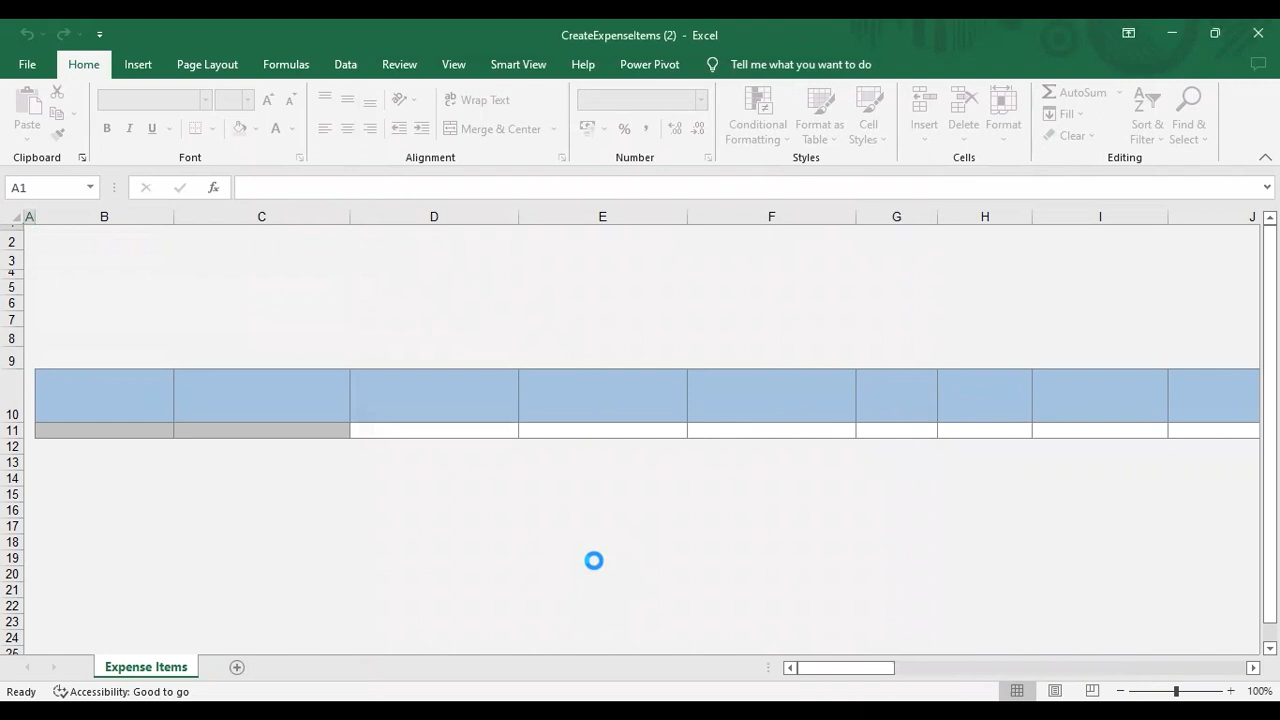 CreateExpenseItems (2) - Excel
File Home Insert Page Layout Formulas Data Review View Smart View Help Power Pivot Tell me what you want to do
Paste
B I U A
Wrap Text
Merge & Center
% ,
Conditional Formatting
Format as Table
Cell Styles
Insert Delete Format
AutoSum
Fill
Clear
Sort & Filter
Find & Select
Clipboard Font Alignment Number Styles Cells Editing
A1 fx
A B C D E F G H I J
2
3
4
5
6
7
8
9
10
11
12
13
14
15
16
17
18
19
20
21
22
23
24
Expense Items
Ready Accessibility: Good to go 100%